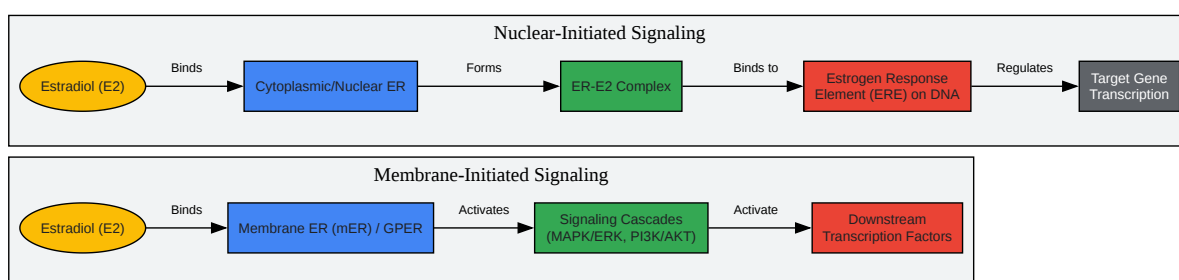 Nuclear-Initiated Signaling
Estradiol (E2)
Binds
Cytoplasmic/Nuclear ER
Forms
ER-E2 Complex
Binds to
Estrogen Response
Element (ERE) on DNA
Regulates
Target Gene
Transcription
Membrane-Initiated Signaling
Estradiol (E2)
Binds
Membrane ER (mER) / GPER
Activates
Signaling Cascades
(MAPK/ERK, PI3K/AKT)
Activate
Downstream
Transcription Factors